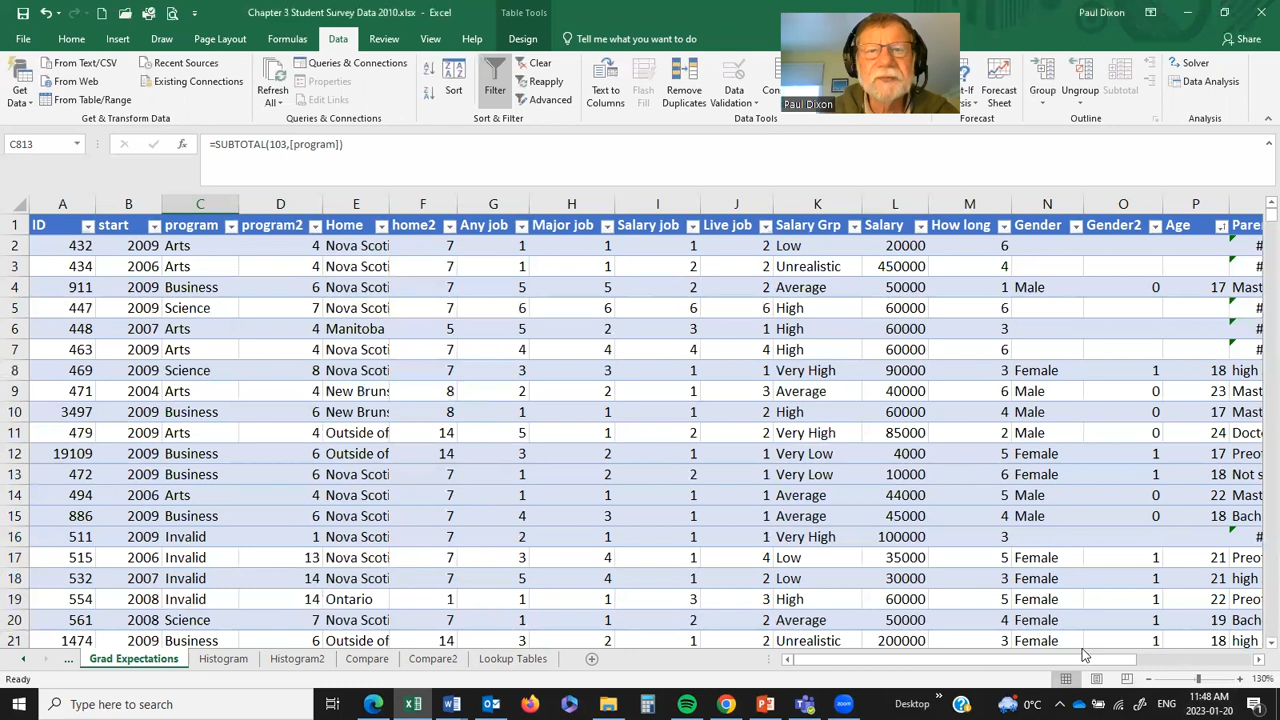 Chapter 3 Student Survey Data 2010.xlsx - Excel
Table Tools
Paul Dixon
File Home Insert Draw Page Layout Formulas Data Review View Help Design Tell me what you want to do Share
From Text/CSV Recent Sources
From Web Existing Connections
From Table/Range
Get Data
Get & Transform Data
Refresh All
Queries & Connections
Properties
Edit Links
Queries & Connections
Sort
Filter
Clear
Reapply
Advanced
Sort & Filter
Text to Columns
Flash Fill
Remove Duplicates
Data Validation
Data Tools
Forecast Sheet
Forecast
Group
Ungroup
Subtotal
Outline
Solver
Data Analysis
Analysis
Paul Dixon
C813
=SUBTOTAL(103,[program])
A B C D E F G H I J K L M N O P
1 ID start program program2 Home home2 Any job Major job Salary job Live job Salary Grp Salary How long Gender Gender2 Age
2 432 2009 Arts 4 Nova Scoti 7 1 1 1 2 Low 20000 6 #
3 434 2006 Arts 4 Nova Scoti 7 1 1 2 2 Unrealistic 450000 4 #
4 911 2009 Business 6 Nova Scoti 7 5 5 2 2 Average 50000 1 Male 0 17 Mast
5 447 2009 Science 7 Nova Scoti 7 6 6 6 6 High 60000 6 #
6 448 2007 Arts 4 Manitoba 5 5 2 3 1 High 60000 3 #
7 463 2009 Arts 4 Nova Scoti 7 4 4 4 4 High 60000 6 #
8 469 2009 Science 8 Nova Scoti 7 3 3 1 1 Very High 90000 3 Female 1 18 high
9 471 2004 Arts 4 New Bruns 8 2 2 1 3 Average 40000 6 Male 0 23 Mast
10 3497 2009 Business 6 New Bruns 8 1 1 1 2 High 60000 4 Male 0 17 Mast
11 479 2009 Arts 4 Outside of 14 5 1 2 2 Very High 85000 2 Male 0 24 Docto
12 19109 2009 Business 6 Outside of 14 3 2 1 1 Very Low 4000 5 Female 1 17 Preot
13 472 2009 Business 6 Nova Scoti 7 1 2 2 1 Very Low 10000 6 Female 1 18 Not s
14 494 2006 Arts 4 Nova Scoti 7 1 1 1 1 Average 44000 5 Male 0 22 Mast
15 886 2009 Business 6 Nova Scoti 7 4 3 1 1 Average 45000 4 Male 0 18 Bach
16 511 2009 Invalid 1 Nova Scoti 7 2 1 1 1 Very High 100000 3 #
17 515 2006 Invalid 13 Nova Scoti 7 3 4 1 4 Low 35000 5 Female 1 21 Preot
18 532 2007 Invalid 14 Nova Scoti 7 5 4 1 2 Low 30000 3 Female 1 21 high
19 554 2008 Invalid 14 Ontario 1 1 1 3 3 High 60000 5 Female 1 22 Preot
20 561 2008 Science 7 Nova Scoti 7 1 1 2 2 Average 50000 4 Female 1 19 Bach
21 1474 2009 Business 6 Outside of 14 3 2 1 2 Unrealistic 200000 3 Female 1 18 high
... Grad Expectations Histogram Histogram2 Compare Compare2 Lookup Tables
Ready 130%
Type here to search Desktop 0°C ENG 11:48 AM
2023-01-20